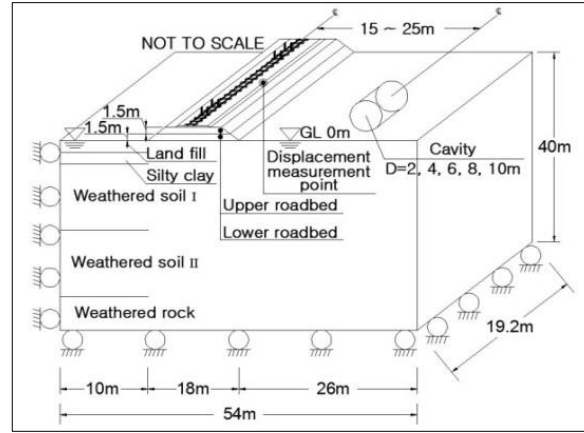 ℄
℄
15 ~ 25m
NOT TO SCALE
1.5m
1.5m
GL 0m
Land fill
Silty clay
Displacement
measurement
point
Cavity
D=2, 4, 6, 8, 10m
40m
Weathered soil I
Upper roadbed
Lower roadbed
Weathered soil II
Weathered rock
19.2m
10m
18m
26m
54m